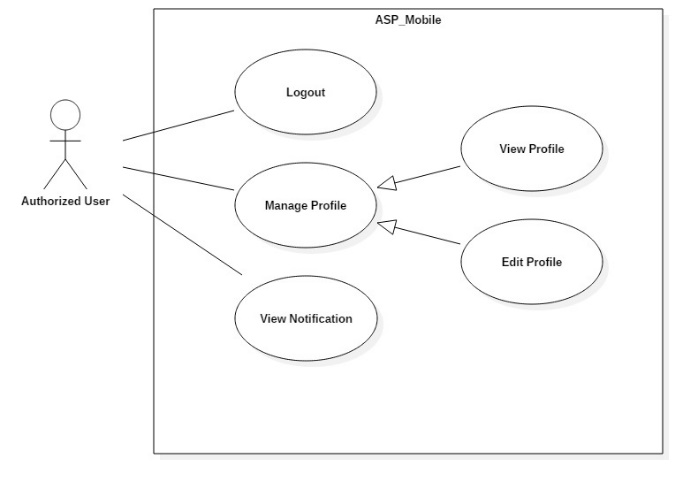 ASP_Mobile
Logout
View Profile
Authorized User
Manage Profile
Edit Profile
View Notification